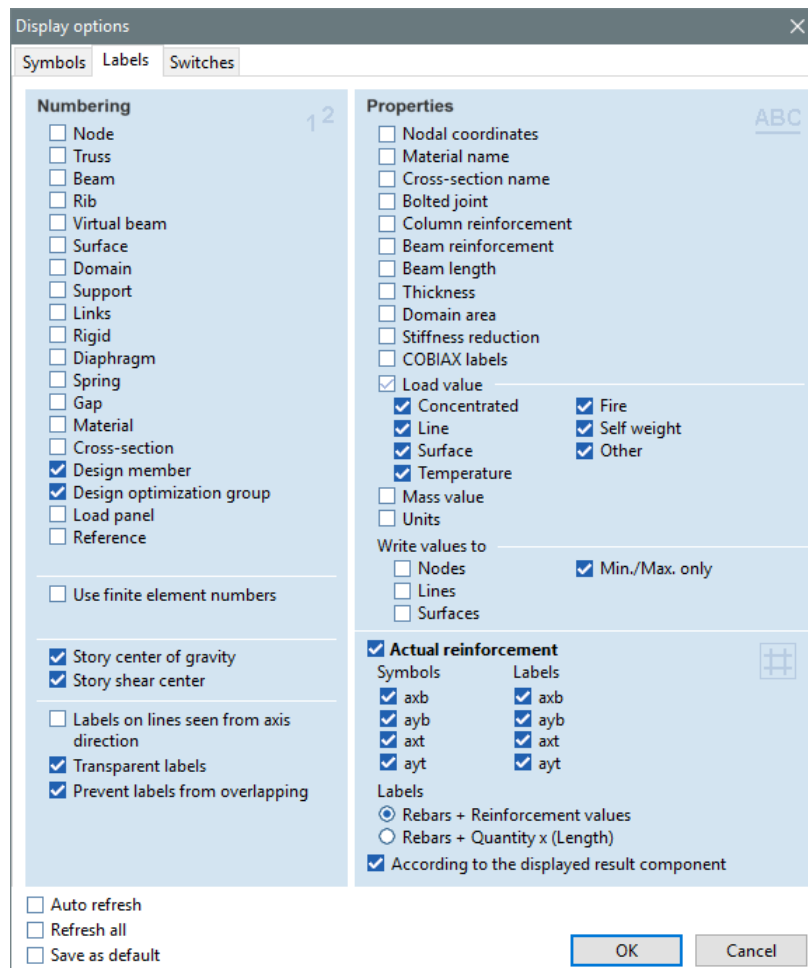 Display options
Symbols Labels Switches
Numbering
1 2
Node
Truss
Beam
Rib
Virtual beam
Surface
Domain
Support
Links
Rigid
Diaphragm
Spring
Gap
Material
Cross-section
Design member
Design optimization group
Load panel
Reference
Use finite element numbers
Story center of gravity
Story shear center
Labels on lines seen from axis
direction
Transparent labels
Prevent labels from overlapping
Properties
ABC
Nodal coordinates
Material name
Cross-section name
Bolted joint
Column reinforcement
Beam reinforcement
Beam length
Thickness
Domain area
Stiffness reduction
COBIAX labels
Load value
Concentrated Fire
Line Self weight
Surface Other
Temperature
Mass value
Units
Write values to
Nodes Min./Max. only
Lines
Surfaces
Actual reinforcement
Symbols Labels
axb axb
ayb ayb
axt axt
ayt ayt
Labels
Rebars + Reinforcement values
Rebars + Quantity x (Length)
According to the displayed result component
Auto refresh
Refresh all
Save as default
OK Cancel